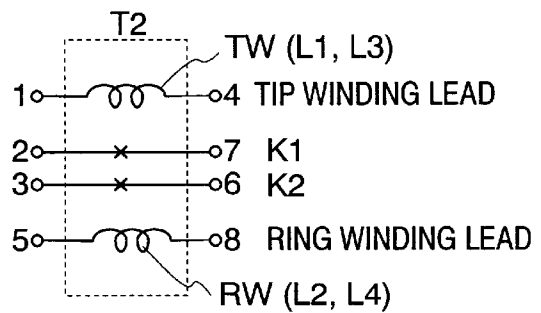 T2
TW (L1, L3)
1 4 TIP WINDING LEAD
2 7 K1
3 6 K2
5 8 RING WINDING LEAD
RW (L2, L4)